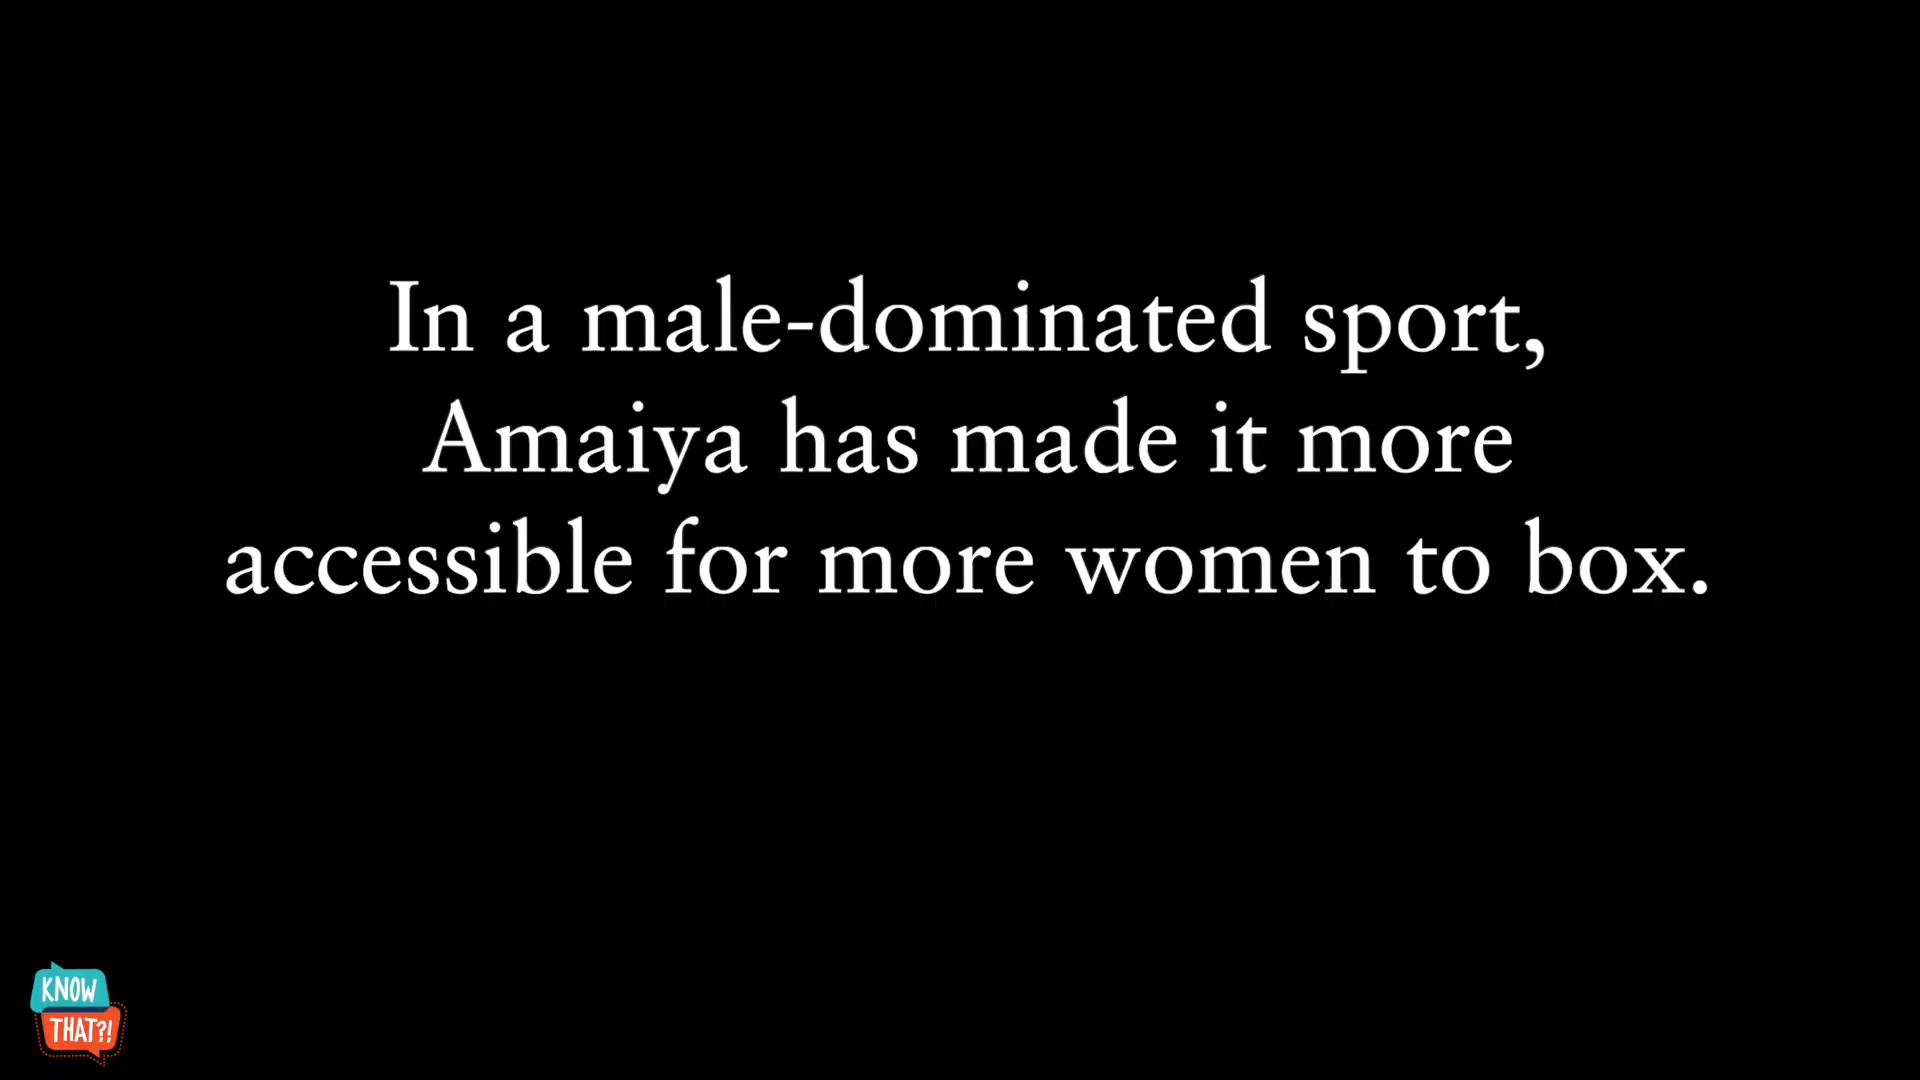 In a male-dominated sport,
Amaiya has made it more
accessible for more women to box.
KNOW
THAT?!